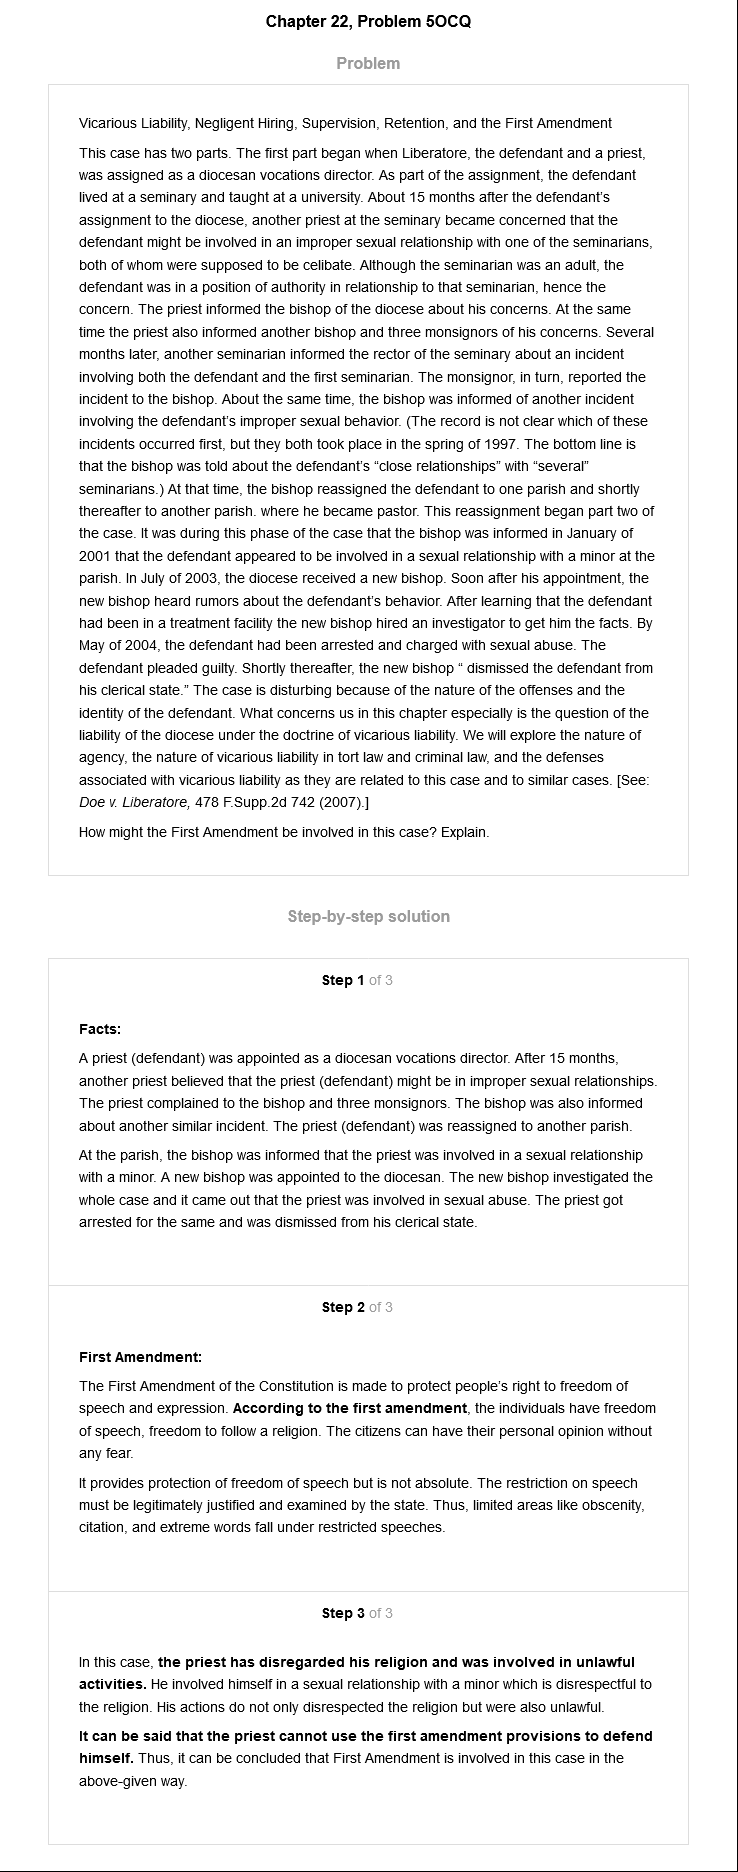 Chapter 22, Problem 5OCQ
Problem
Vicarious Liability, Negligent Hiring, Supervision, Retention, and the First Amendment
This case has two parts. The first part began when Liberatore, the defendant and a priest,
was assigned as a diocesan vocations director. As part of the assignment, the defendant
lived at a seminary and taught at a university. About 15 months after the defendant's
assignment to the diocese, another priest at the seminary became concerned that the
defendant might be involved in an improper sexual relationship with one of the seminarians,
both of whom were supposed to be celibate. Although the seminarian was an adult, the
defendant was in a position of authority in relationship to that seminarian, hence the
concern. The priest informed the bishop of the diocese about his concerns. At the same
time the priest also informed another bishop and three monsignors of his concerns. Several
months later, another seminarian informed the rector of the seminary about an incident
involving both the defendant and the first seminarian. The monsignor, in turn, reported the
incident to the bishop. About the same time, the bishop was informed of another incident
involving the defendant's improper sexual behavior. (The record is not clear which of these
incidents occurred first, but they both took place in the spring of 1997. The bottom line is
that the bishop was told about the defendant's "close relationships" with "several"
seminarians.) At that time, the bishop reassigned the defendant to one parish and shortly
thereafter to another parish. where he became pastor. This reassignment began part two of
the case. It was during this phase of the case that the bishop was informed in January of
2001 that the defendant appeared to be involved in a sexual relationship with a minor at the
parish. In July of 2003, the diocese received a new bishop. Soon after his appointment, the
new bishop heard rumors about the defendant's behavior. After learning that the defendant
had been in a treatment facility the new bishop hired an investigator to get him the facts. By
May of 2004, the defendant had been arrested and charged with sexual abuse. The
defendant pleaded guilty. Shortly thereafter, the new bishop " dismissed the defendant from
his clerical state." The case is disturbing because of the nature of the offenses and the
identity of the defendant. What concerns us in this chapter especially is the question of the
liability of the diocese under the doctrine of vicarious liability. We will explore the nature of
agency, the nature of vicarious liability in tort law and criminal law, and the defenses
associated with vicarious liability as they are related to this case and to similar cases. [See:
Doe v. Liberatore, 478 F.Supp.2d 742 (2007).]
How might the First Amendment be involved in this case? Explain.
Step-by-step solution
Step 1 of 3
Facts:
A priest (defendant) was appointed as a diocesan vocations director. After 15 months,
another priest believed that the priest (defendant) might be in improper sexual relationships.
The priest complained to the bishop and three monsignors. The bishop was also informed
about another similar incident. The priest (defendant) was reassigned to another parish.
At the parish, the bishop was informed that the priest was involved in a sexual relationship
with a minor. A new bishop was appointed to the diocesan. The new bishop investigated the
whole case and it came out that the priest was involved in sexual abuse. The priest got
arrested for the same and was dismissed from his clerical state.
Step 2 of 3
First Amendment:
The First Amendment of the Constitution is made to protect people's right to freedom of
speech and expression. According to the first amendment, the individuals have freedom
of speech, freedom to follow a religion. The citizens can have their personal opinion without
any fear.
It provides protection of freedom of speech but is not absolute. The restriction on speech
must be legitimately justified and examined by the state. Thus, limited areas like obscenity,
citation, and extreme words fall under restricted speeches.
Step 3 of 3
In this case, the priest has disregarded his religion and was involved in unlawful
activities. He involved himself in a sexual relationship with a minor which is disrespectful to
the religion. His actions do not only disrespected the religion but were also unlawful.
It can be said that the priest cannot use the first amendment provisions to defend
himself. Thus, it can be concluded that First Amendment is involved in this case in the
above-given way.